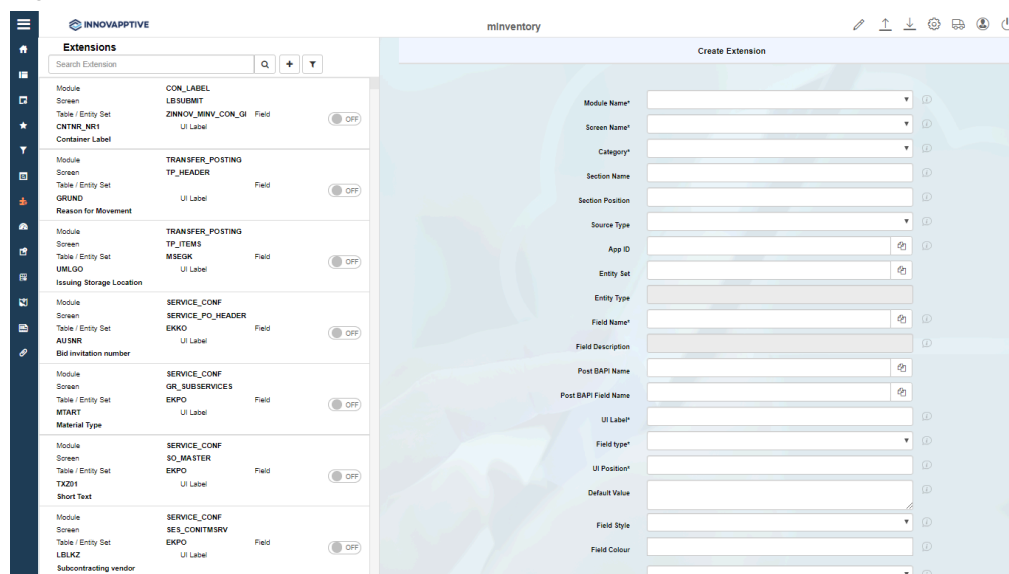 INNOVAPPTIVE
mInventory
Extensions
Search Extension
Module CON_LABEL
Screen LBSUBMIT
Table / Entity Set ZINNOV_MINV_CON_GI Field
CNTNR_NR1 UI Label
Container Label
OFF
Module TRANSFER_POSTING
Screen TP_HEADER
Table / Entity Set Field
GRUND UI Label
Reason for Movement
OFF
Module TRANSFER_POSTING
Screen TP_ITEMS
Table / Entity Set MSEGK Field
UMLGO UI Label
Issuing Storage Location
OFF
Module SERVICE_CONF
Screen SERVICE_PO_HEADER
Table / Entity Set EKKO Field
AUSNR UI Label
Bid invitation number
OFF
Module SERVICE_CONF
Screen GR_SUBSERVICES
Table / Entity Set EKPO Field
MTART UI Label
Material Type
OFF
Module SERVICE_CONF
Screen SO_MASTER
Table / Entity Set EKPO Field
TXZ01 UI Label
Short Text
OFF
Module SERVICE_CONF
Screen SES_CONITMSRV
Table / Entity Set EKPO Field
LBLKZ UI Label
Subcontracting vendor
OFF
Create Extension
Module Name*
Screen Name*
Category*
Section Name
Section Position
Source Type
App ID
Entity Set
Entity Type
Field Name*
Field Description
Post BAPI Name
Post BAPI Field Name
UI Label*
Field type*
UI Position*
Default Value
Field Style
Field Colour